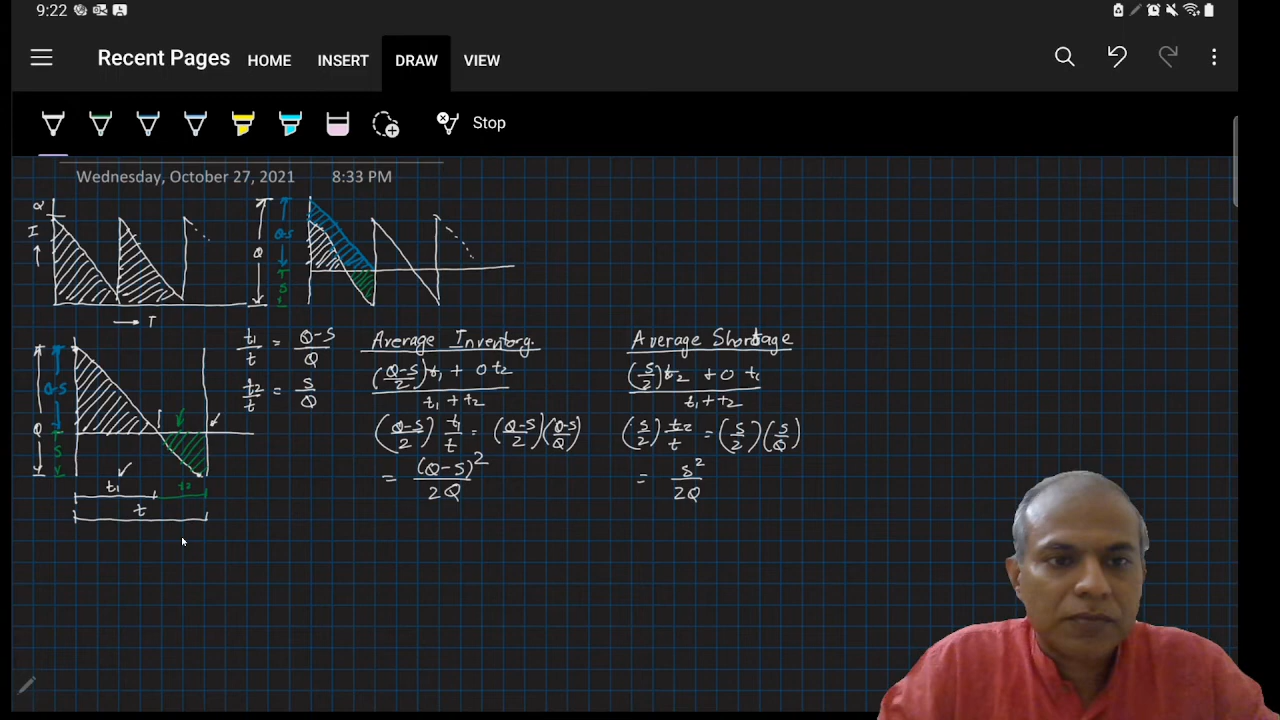 9:22
Recent Pages HOME INSERT DRAW VIEW
Stop
Wednesday, October 27, 2021 8:33 PM
I
Q
Q-S
S
T
t₁/t = Q-S/Q
t₂/t = S/Q
Average Inventory.
((Q-S)/2) t₁ + 0 t₂
t₁ + t₂
((Q-S)/2) t₁/t = ((Q-S)/2)((Q-S)/Q)
= (Q-S)²/2Q
Average Shortage
(S/2) t₂ + 0 t₁
t₁ + t₂
(S/2) t₂/t = (S/2)(S/Q)
= S²/2Q
Q-S
Q
S
t₁ t₂
t